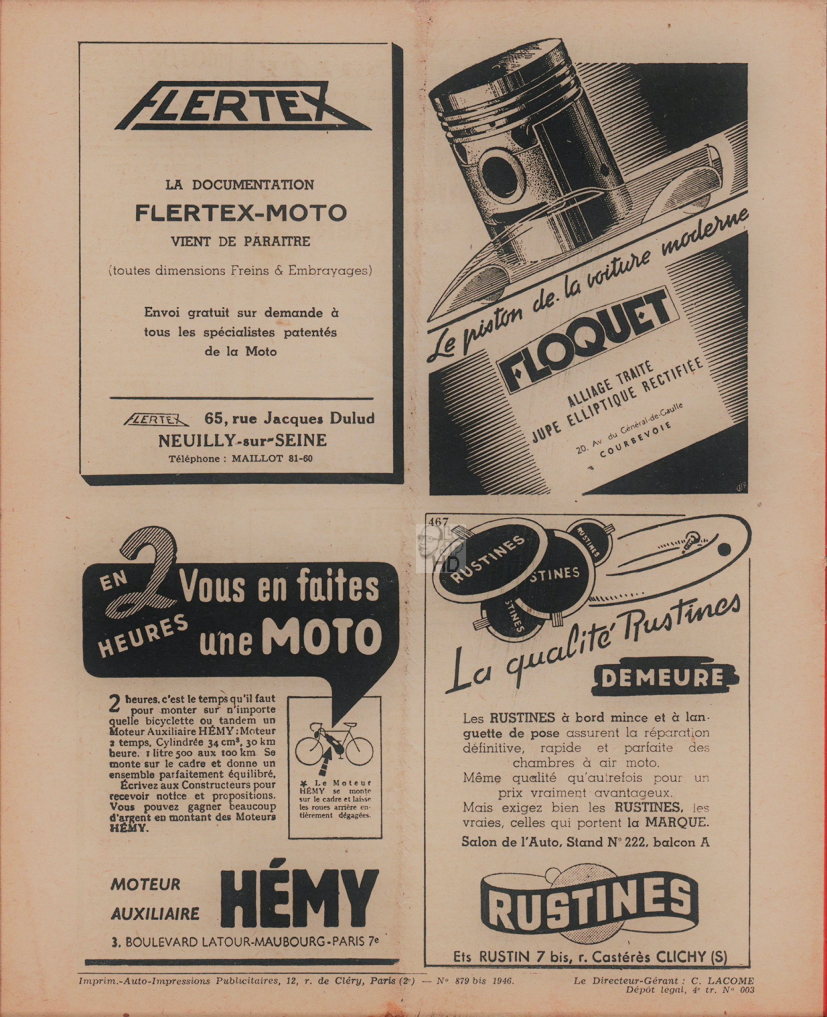 FLERTEX
LA DOCUMENTATION
FLERTEX-MOTO
VIENT DE PARAITRE
(toutes dimensions Freins & Embrayages)
Envoi gratuit sur demande à
tous les spécialistes patentés
de la Moto
FLERTEX 65, rue Jacques Dulud
NEUILLY-sur-SEINE
Téléphone : MAILLOT 81-60
Le piston de la voiture moderne
FLOQUET
ALLIAGE TRAITÉ
JUPE ELLIPTIQUE RECTIFIÉE
20, Av du Général-de-Gaulle
COURBEVOIE
EN 2 HEURES
Vous en faites
une MOTO
2 heures, c'est le temps qu'il faut
pour monter sur n'importe
quelle bicyclette ou tandem un
Moteur Auxiliaire HÉMY : Moteur
2 temps, Cylindrée 34 cm³, 30 km
heure. 1 litre 500 aux 100 km. Se
monte sur le cadre et donne un
ensemble parfaitement équilibré,
Écrivez aux Constructeurs pour
recevoir notice et propositions.
Vous pouvez gagner beaucoup
d'argent en montant des Moteurs
HÉMY.
★ Le Moteur
HÉMY se monte
sur le cadre et laisse
les roues arrière en-
tièrement dégagées.
MOTEUR
AUXILIAIRE
HÉMY
3, BOULEVARD LATOUR-MAUBOURG-PARIS 7e
467
HD
RUSTINES
RUSTINES
STINES
STINES
La qualité Rustines
DEMEURE
Les RUSTINES à bord mince et à lan-
guette de pose assurent la réparation
définitive, rapide et parfaite des
chambres à air moto.
Même qualité qu'autrefois pour un
prix vraiment avantageux.
Mais exigez bien les RUSTINES, les
vraies, celles qui portent la MARQUE.
Salon de l'Auto, Stand N° 222, balcon A
RUSTINES
Ets RUSTIN 7 bis, r. Castérès CLICHY (S)
Imprim.-Auto-Impressions Publicitaires, 12, r. de Cléry, Paris (2e) — N° 879 bis 1946.
Le Directeur-Gérant : C. LACOME
Dépôt légal, 4e tr. N° 003